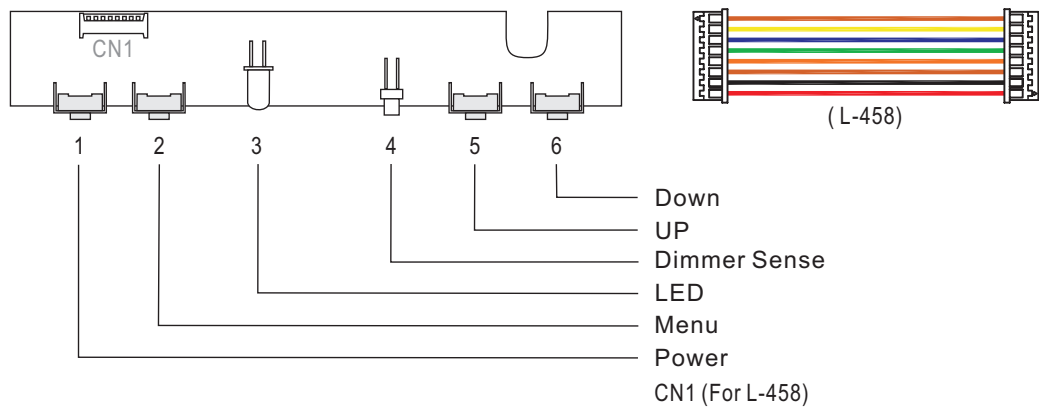 CN1
( L-458)
1 2 3 4 5 6
Down
UP
Dimmer Sense
LED
Menu
Power
CN1 (For L-458)